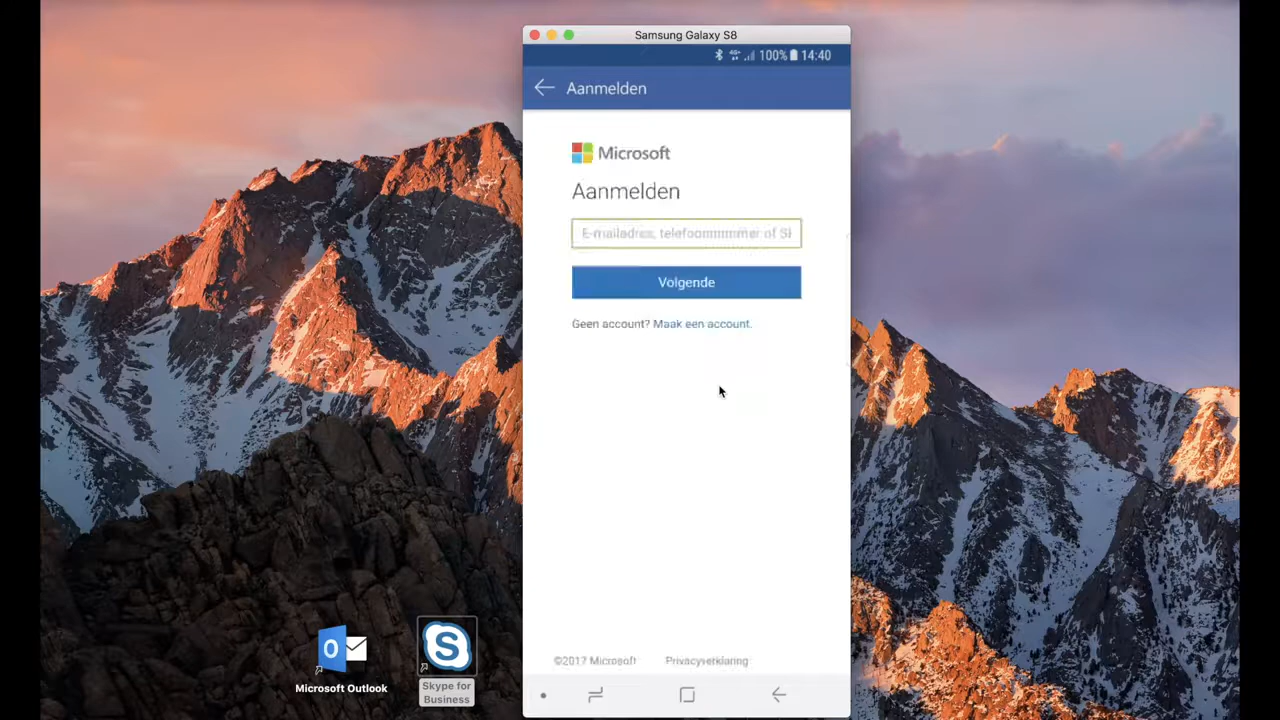 Samsung Galaxy S8
100% 14:40
Aanmelden
Microsoft
Aanmelden
E-mailadres, telefoonnummer of Sk
Volgende
Geen account? Maak een account.
©2017 Microsoft Privacyverklaring
Microsoft Outlook
Skype for
Business